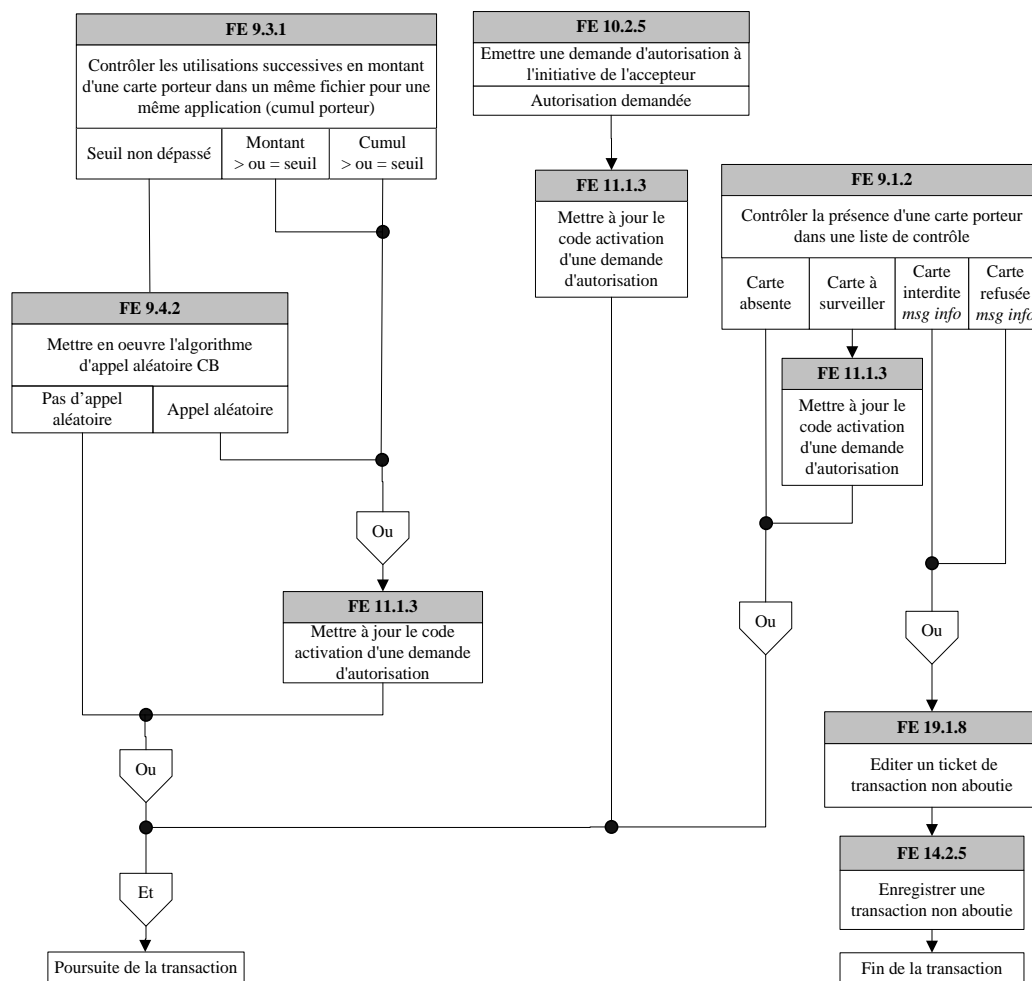 FE 9.3.1
Contrôler les utilisations successives en montant
d'une carte porteur dans un même fichier pour une
même application (cumul porteur)
Seuil non dépassé
Montant
> ou = seuil
Cumul
> ou = seuil
FE 10.2.5
Emettre une demande d'autorisation à
l'initiative de l'accepteur
Autorisation demandée
FE 11.1.3
Mettre à jour le
code activation
d'une demande
d'autorisation
FE 9.1.2
Contrôler la présence d'une carte porteur
dans une liste de contrôle
Carte
absente
Carte à
surveiller
Carte
interdite
msg info
Carte
refusée
msg info
FE 9.4.2
Mettre en oeuvre l'algorithme
d'appel aléatoire CB
Pas d’appel
aléatoire
Appel aléatoire
FE 11.1.3
Mettre à jour le
code activation
d'une demande
d'autorisation
Ou
FE 11.1.3
Mettre à jour le code
activation d'une demande
d'autorisation
Ou
Ou
Ou
FE 19.1.8
Editer un ticket de
transaction non aboutie
FE 14.2.5
Enregistrer une
transaction non aboutie
Et
Poursuite de la transaction
Fin de la transaction